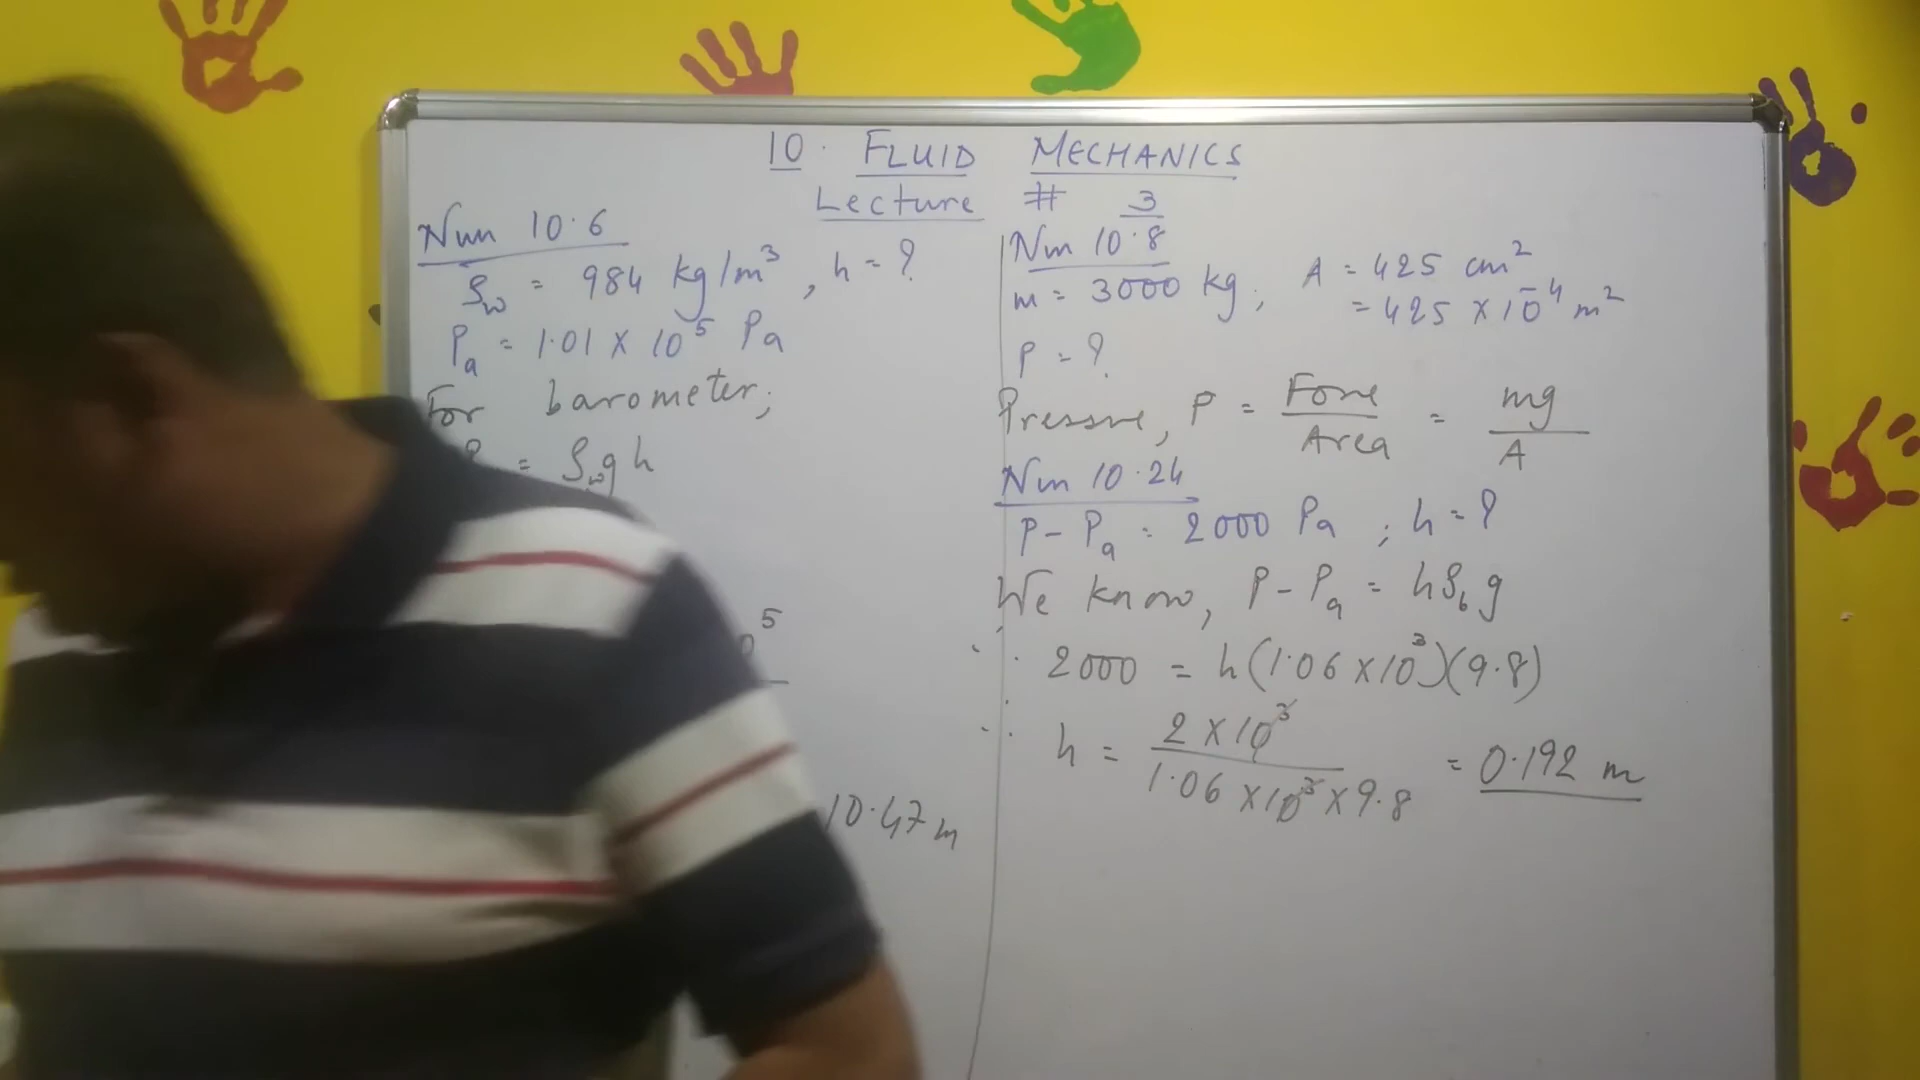 10. FLUID MECHANICS
Lecture # 3
Num 10.6
ρw = 984 kg/m³, h = ?
Pa = 1.01 × 10⁵ Pa
For barometer;
= ρw g h
5
10.47 m
Num 10.8
m = 3000 kg, A = 425 cm²
= 425 × 10⁻⁴ m²
P = ?
Pressure, P = Force / Area = mg / A
Num 10.24
P - Pa = 2000 Pa ; h = ?
We know, P - Pa = hρb g
∴ 2000 = h(1.06 × 10³)(9.8)
∴ h = 2 × 10³ / 1.06 × 10³ × 9.8 = 0.192 m